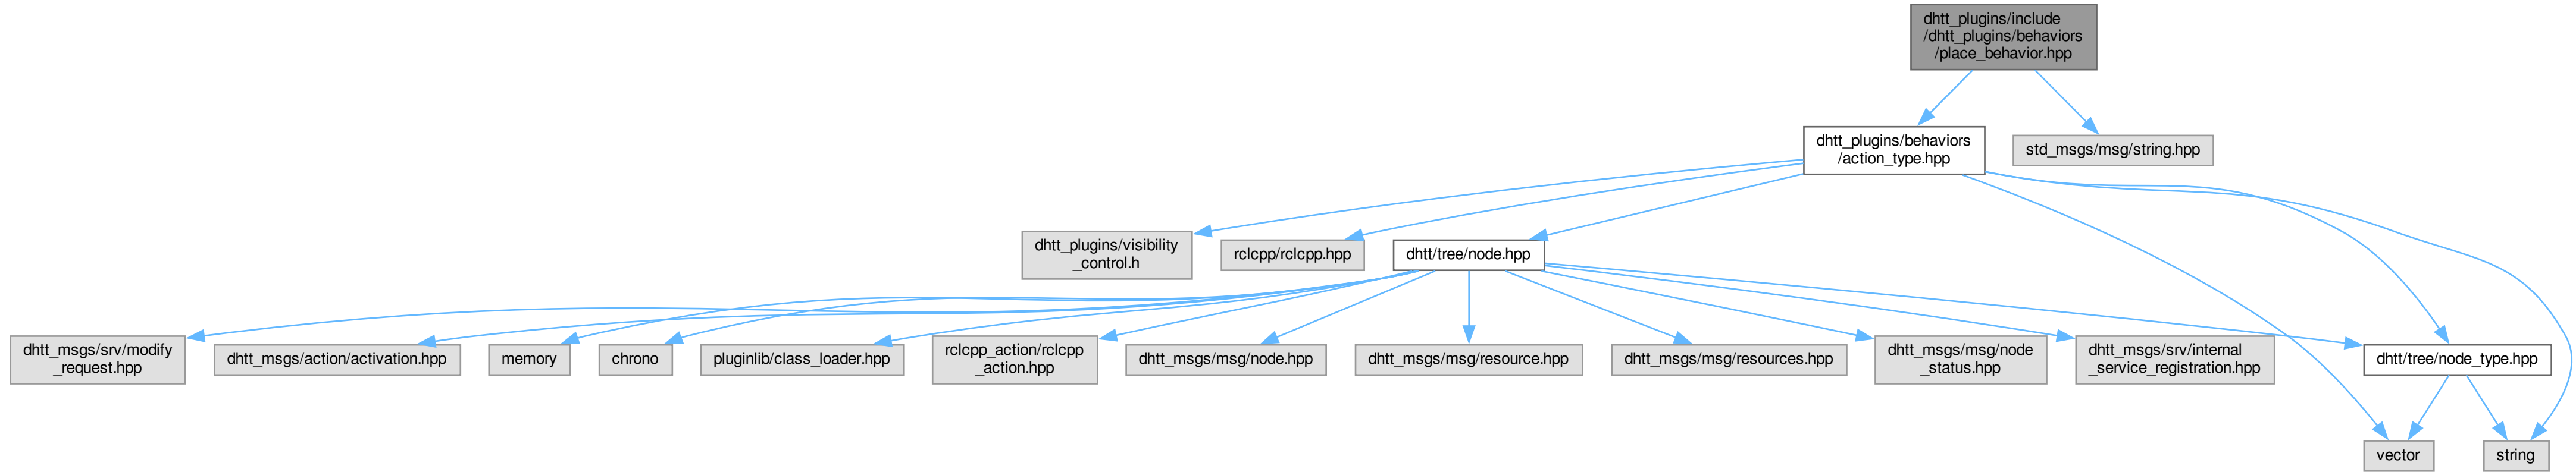 dhtt_plugins/include
/dhtt_plugins/behaviors
/place_behavior.hpp
dhtt_plugins/behaviors
/action_type.hpp
std_msgs/msg/string.hpp
dhtt_plugins/visibility
_control.h
rclcpp/rclcpp.hpp
dhtt/tree/node.hpp
dhtt_msgs/srv/modify
_request.hpp
dhtt_msgs/action/activation.hpp
memory
chrono
pluginlib/class_loader.hpp
rclcpp_action/rclcpp
_action.hpp
dhtt_msgs/msg/node.hpp
dhtt_msgs/msg/resource.hpp
dhtt_msgs/msg/resources.hpp
dhtt_msgs/msg/node
_status.hpp
dhtt_msgs/srv/internal
_service_registration.hpp
dhtt/tree/node_type.hpp
vector
string